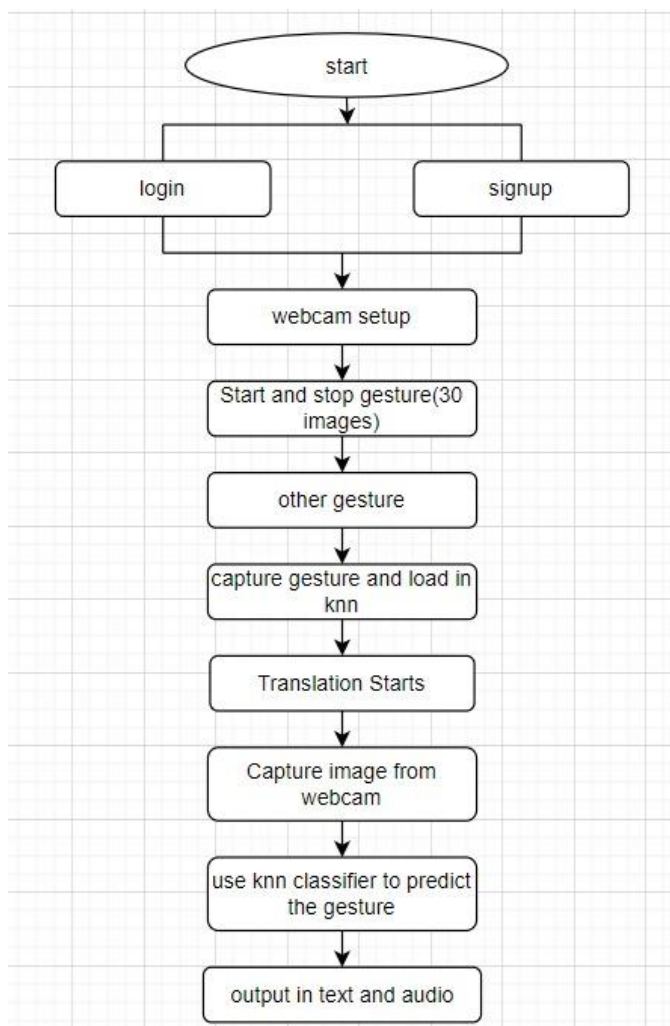 start
login
signup
webcam setup
Start and stop gesture(30
images)
other gesture
capture gesture and load in
knn
Translation Starts
Capture image from
webcam
use knn classifier to predict
the gesture
output in text and audio